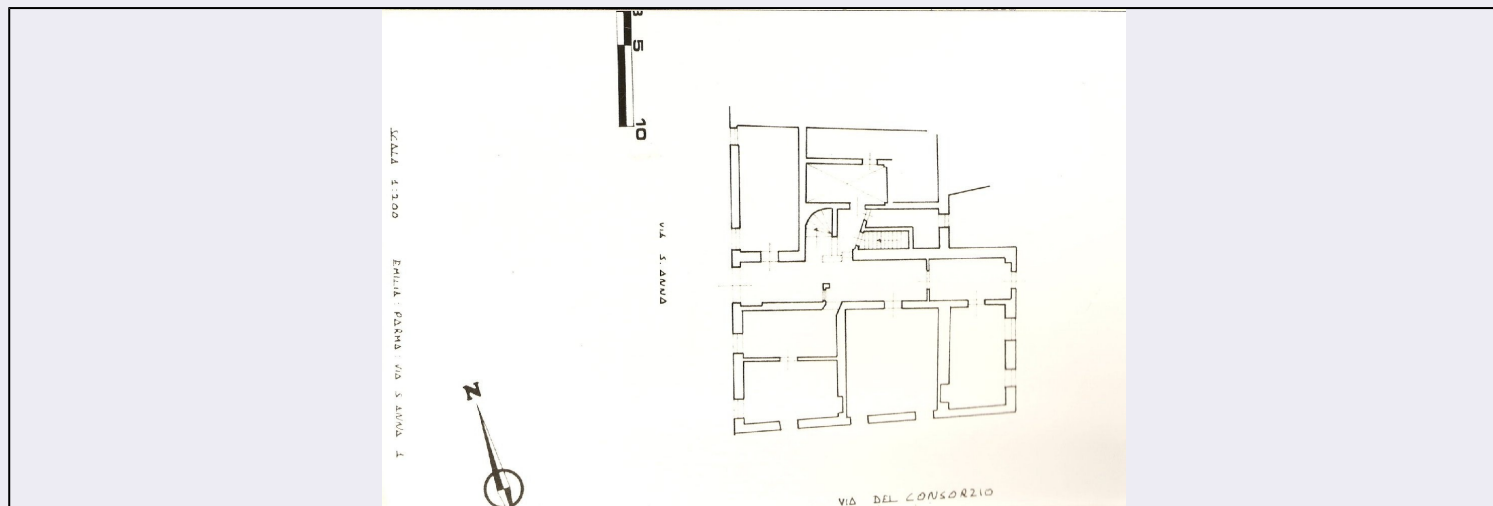 5
10
SCALA 1:200 EMILIA : PARMA : VIA S. ANNA 1
VIA S. ANNA
N
VIA DEL CONSORZIO